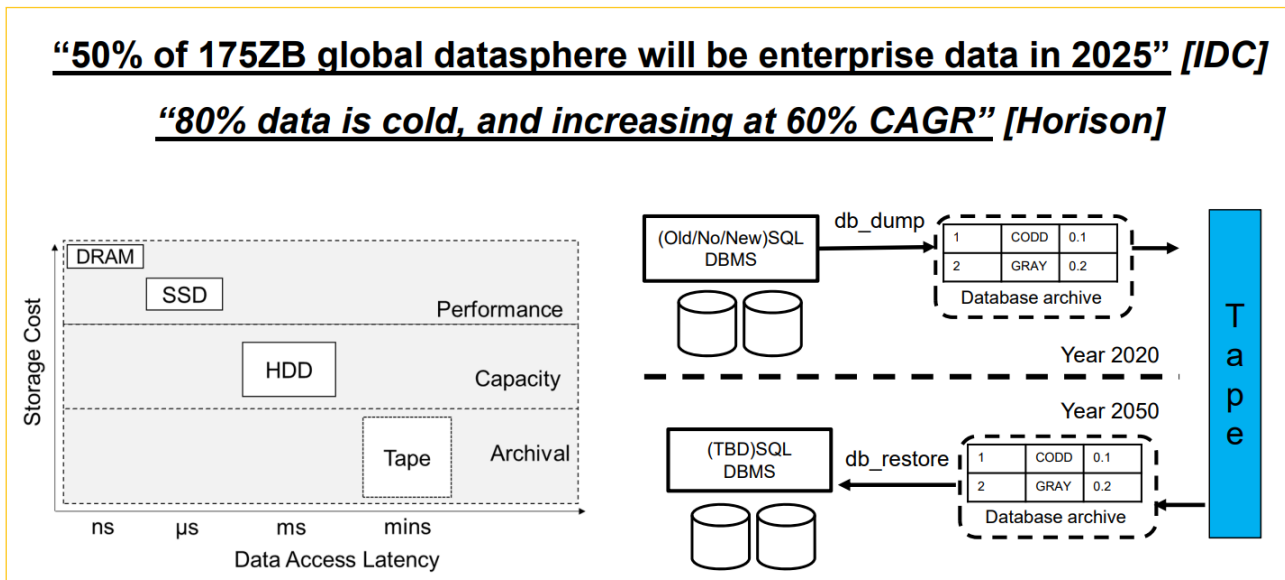 “50% of 175ZB global datasphere will be enterprise data in 2025” [IDC]
“80% data is cold, and increasing at 60% CAGR” [Horison]
Storage Cost
DRAM
SSD
Performance
HDD
Capacity
Tape
Archival
ns µs ms mins
Data Access Latency
(Old/No/New)SQL
DBMS
db_dump
1 CODD 0.1
2 GRAY 0.2
Database archive
Year 2020
Year 2050
(TBD)SQL
DBMS
db_restore
1 CODD 0.1
2 GRAY 0.2
Database archive
T
a
p
e